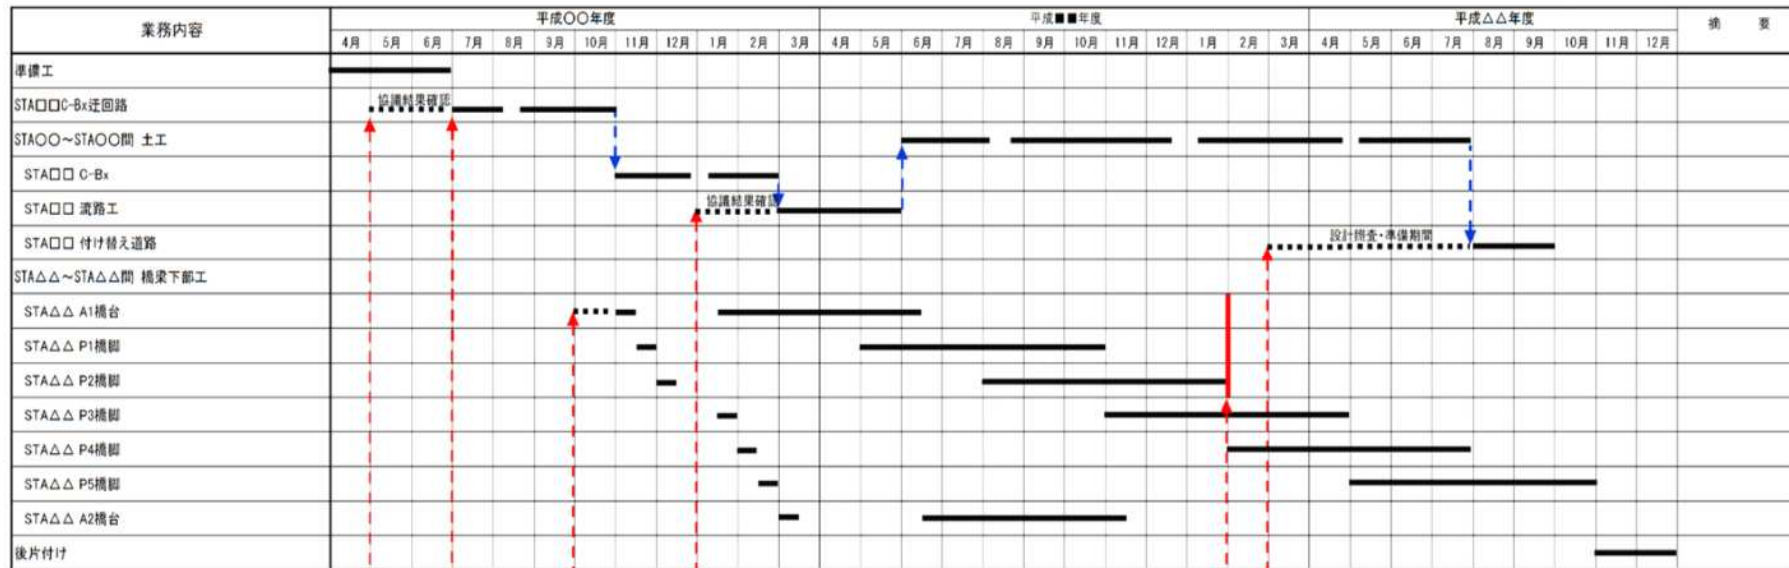 業務内容
平成〇〇年度
平成■■年度
平成△△年度
摘 要
4月 5月 6月 7月 8月 9月 10月 11月 12月 1月 2月 3月 4月 5月 6月 7月 8月 9月 10月 11月 12月 1月 2月 3月 4月 5月 6月 7月 8月 9月 10月 11月 12月
準備工
STA□□C-Bx迂回路
協議結果確認
STA〇〇～STA〇〇間 土工
STA□□ C-Bx
STA□□ 流路工
協議結果確認
STA□□ 付け替え道路
設計照査・準備期間
STA△△～STA△△間 橋梁下部工
STA△△ A1橋台
STA△△ P1橋脚
STA△△ P2橋脚
STA△△ P3橋脚
STA△△ P4橋脚
STA△△ P5橋脚
STA△△ A2橋台
後片付け